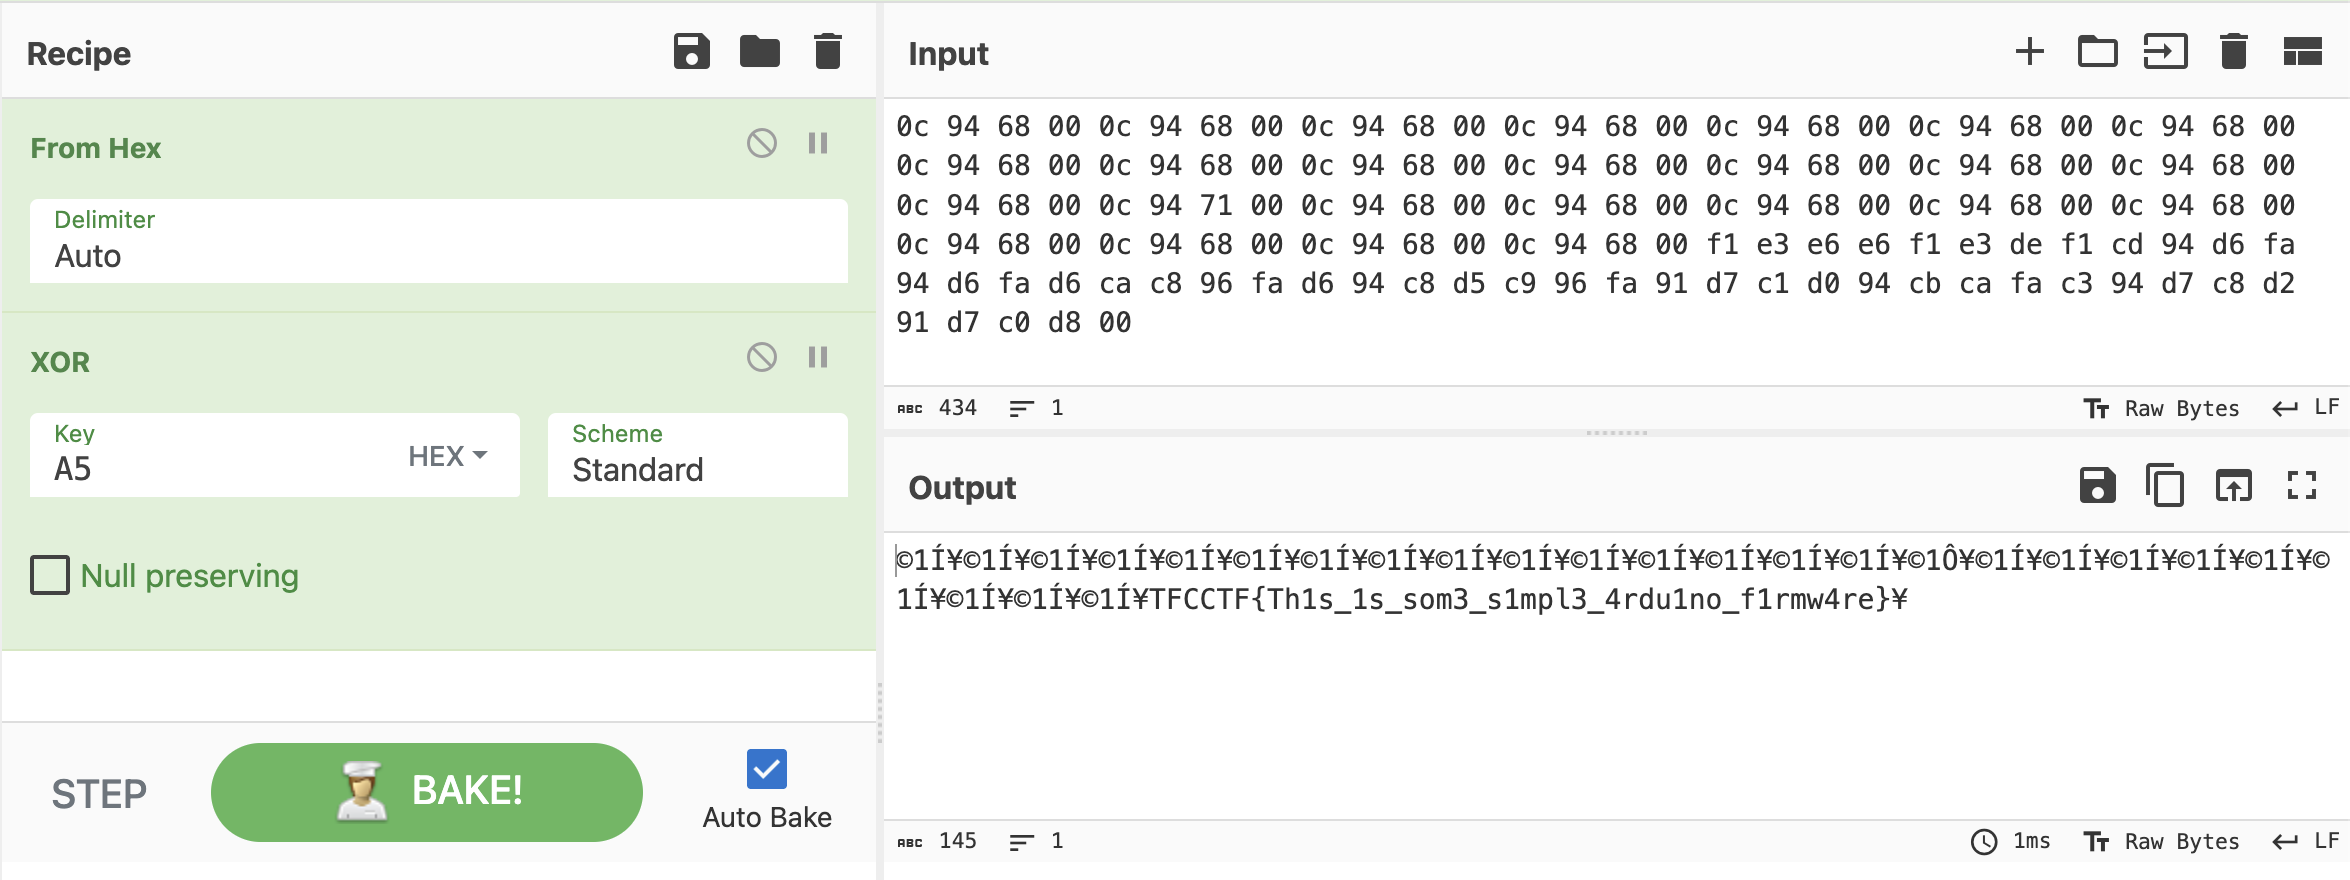 Recipe
From Hex
Delimiter
Auto
XOR
Key
A5
HEX
Scheme
Standard
Null preserving
STEP
BAKE!
Auto Bake
Input
0c 94 68 00 0c 94 68 00 0c 94 68 00 0c 94 68 00 0c 94 68 00 0c 94 68 00 0c 94 68 00
0c 94 68 00 0c 94 68 00 0c 94 68 00 0c 94 68 00 0c 94 68 00 0c 94 68 00 0c 94 68 00
0c 94 68 00 0c 94 71 00 0c 94 68 00 0c 94 68 00 0c 94 68 00 0c 94 68 00 0c 94 68 00
0c 94 68 00 0c 94 68 00 0c 94 68 00 0c 94 68 00 f1 e3 e6 e6 f1 e3 de f1 cd 94 d6 fa
94 d6 fa d6 ca c8 96 fa d6 94 c8 d5 c9 96 fa 91 d7 c1 d0 94 cb ca fa c3 94 d7 c8 d2
91 d7 c0 d8 00
ABC 434 1
Raw Bytes LF
Output
©1Í¥©1Í¥©1Í¥©1Í¥©1Í¥©1Í¥©1Í¥©1Í¥©1Í¥©1Í¥©1Í¥©1Í¥©1Í¥©1Í¥©1Í¥©1Ô¥©1Í¥©1Í¥©1Í¥©1Í¥©1Í¥©
1Í¥©1Í¥©1Í¥©1Í¥TFCCTF{Th1s_1s_som3_s1mpl3_4rdu1no_f1rmw4re}¥
ABC 145 1
1ms Raw Bytes LF